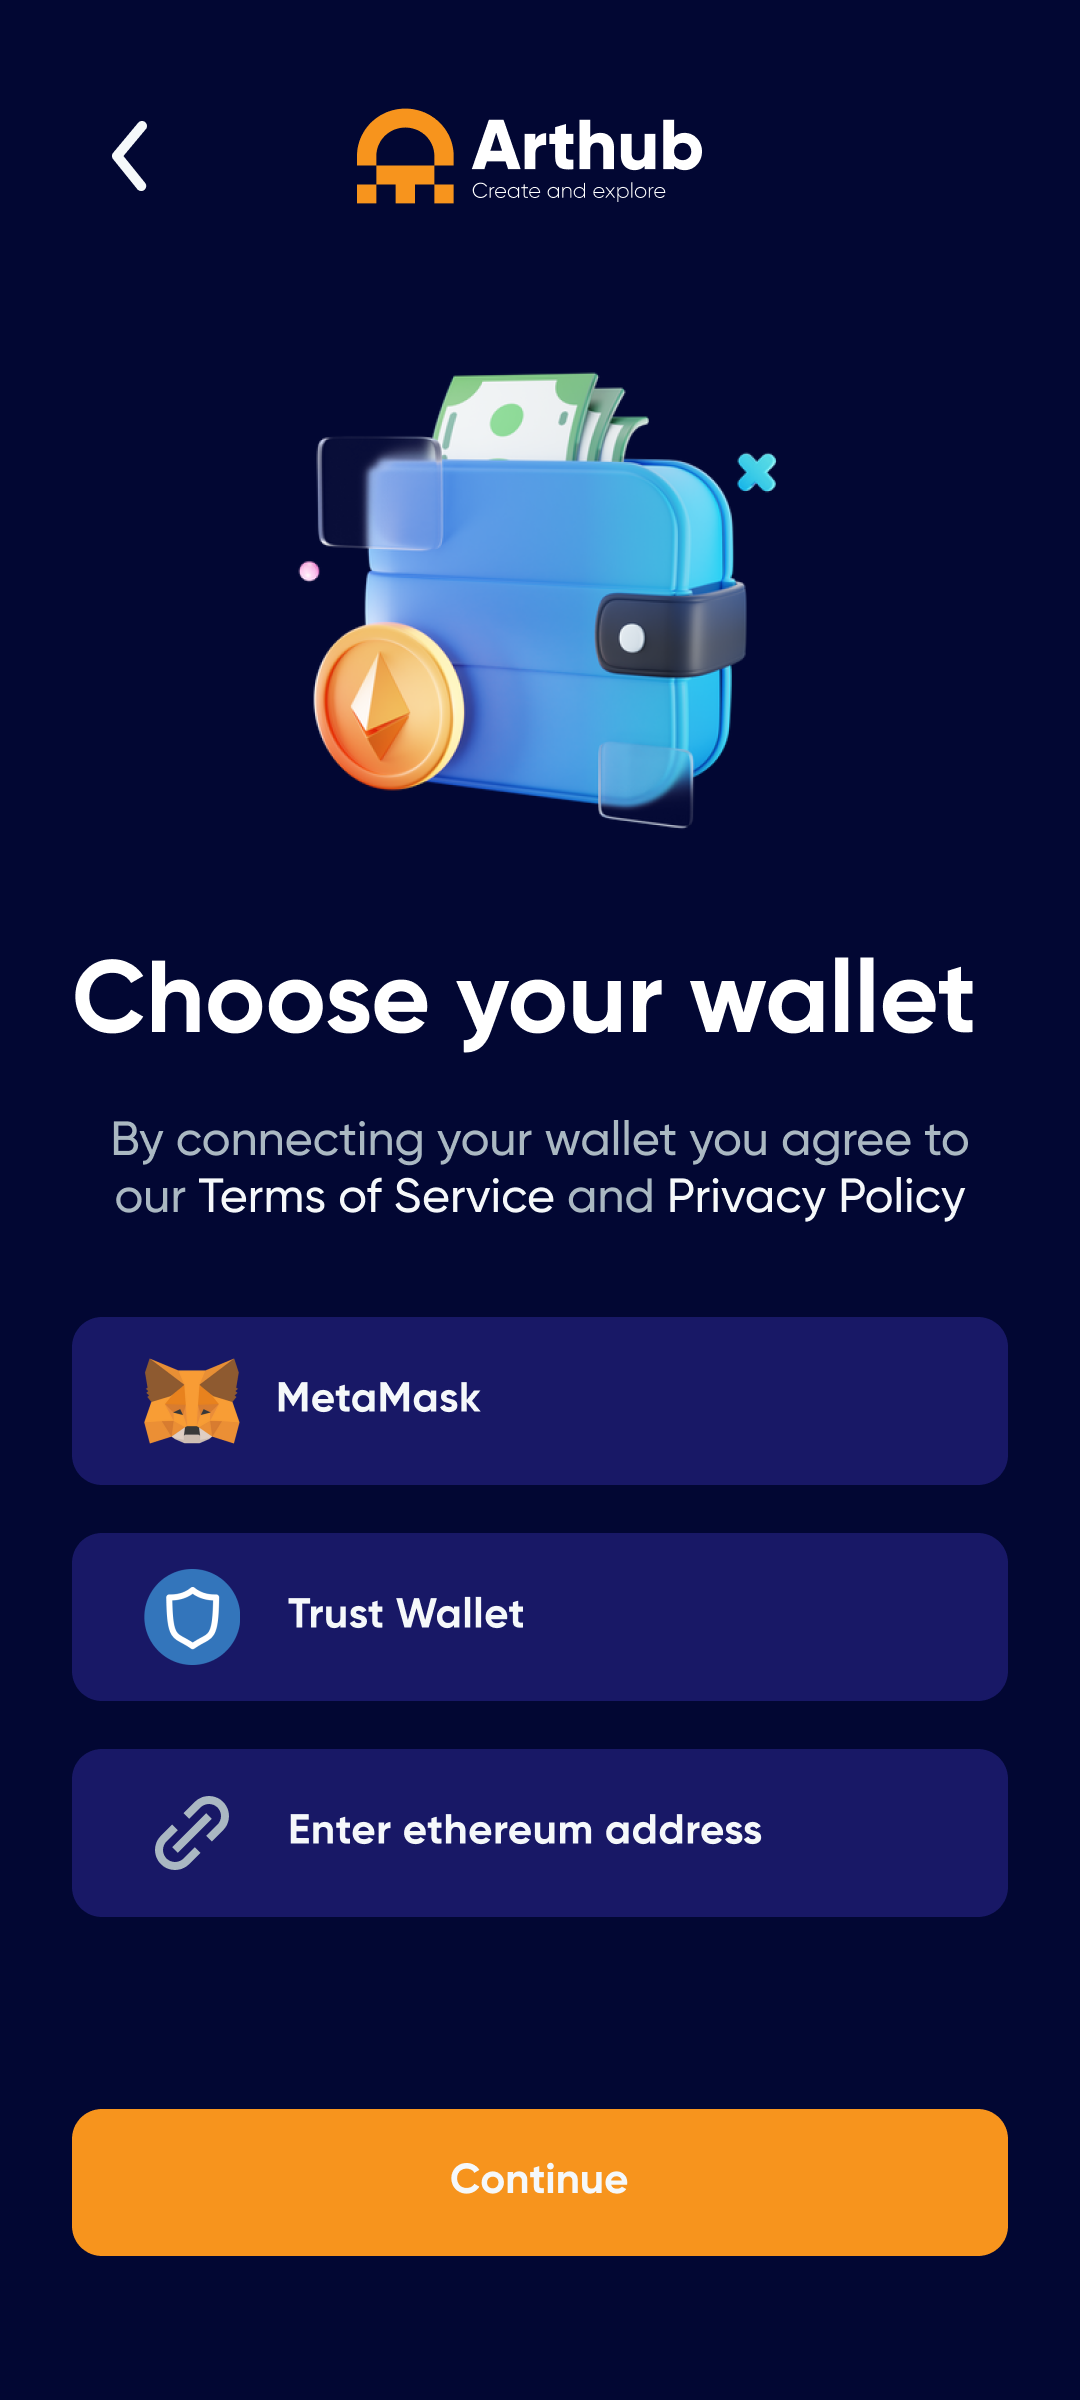 Arthub
Create and explore
Choose your wallet
By connecting your wallet you agree to
our Terms of Service and Privacy Policy
MetaMask
Trust Wallet
Enter ethereum address
Continue